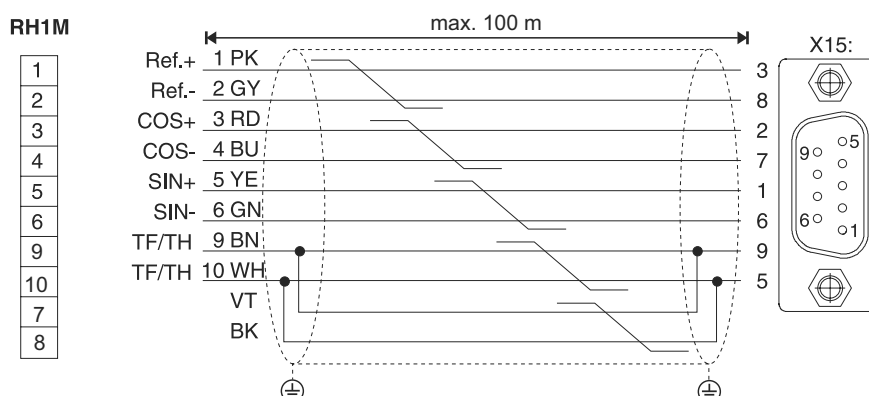 RH1M
max. 100 m
X15:
1
2
3
4
5
6
9
10
7
8
Ref.+ 1 PK 3
Ref.- 2 GY 8
COS+ 3 RD 2
COS- 4 BU 7
SIN+ 5 YE 1
SIN- 6 GN 6
TF/TH 9 BN 9
TF/TH 10 WH 5
VT
BK
9 5
6 1